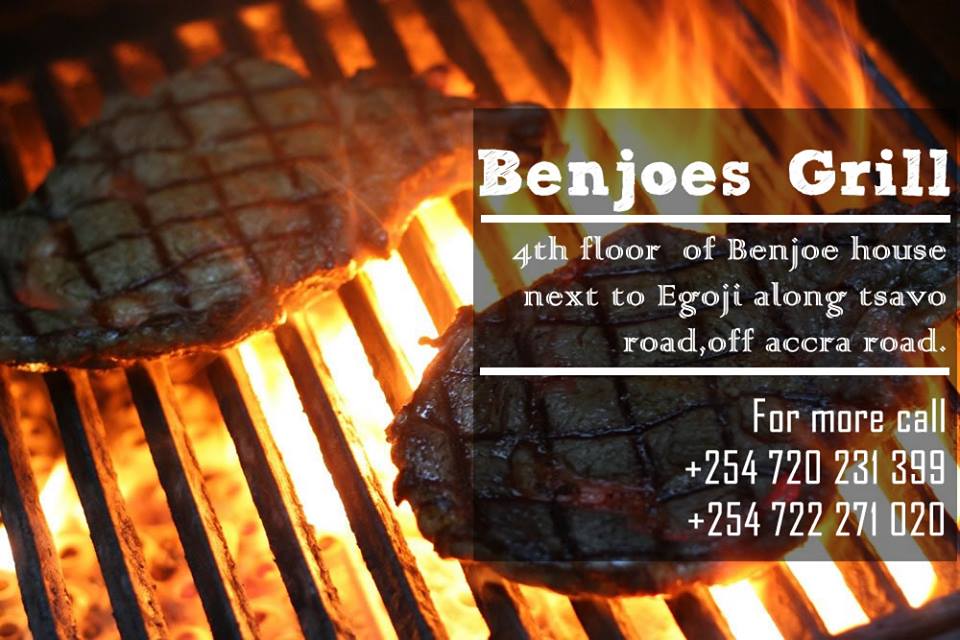 Benjoes Grill
4th floor of Benjoe house
next to Egoji along tsavo
road,off accra road.
For more call
+254 720 231 399
+254 722 271 020